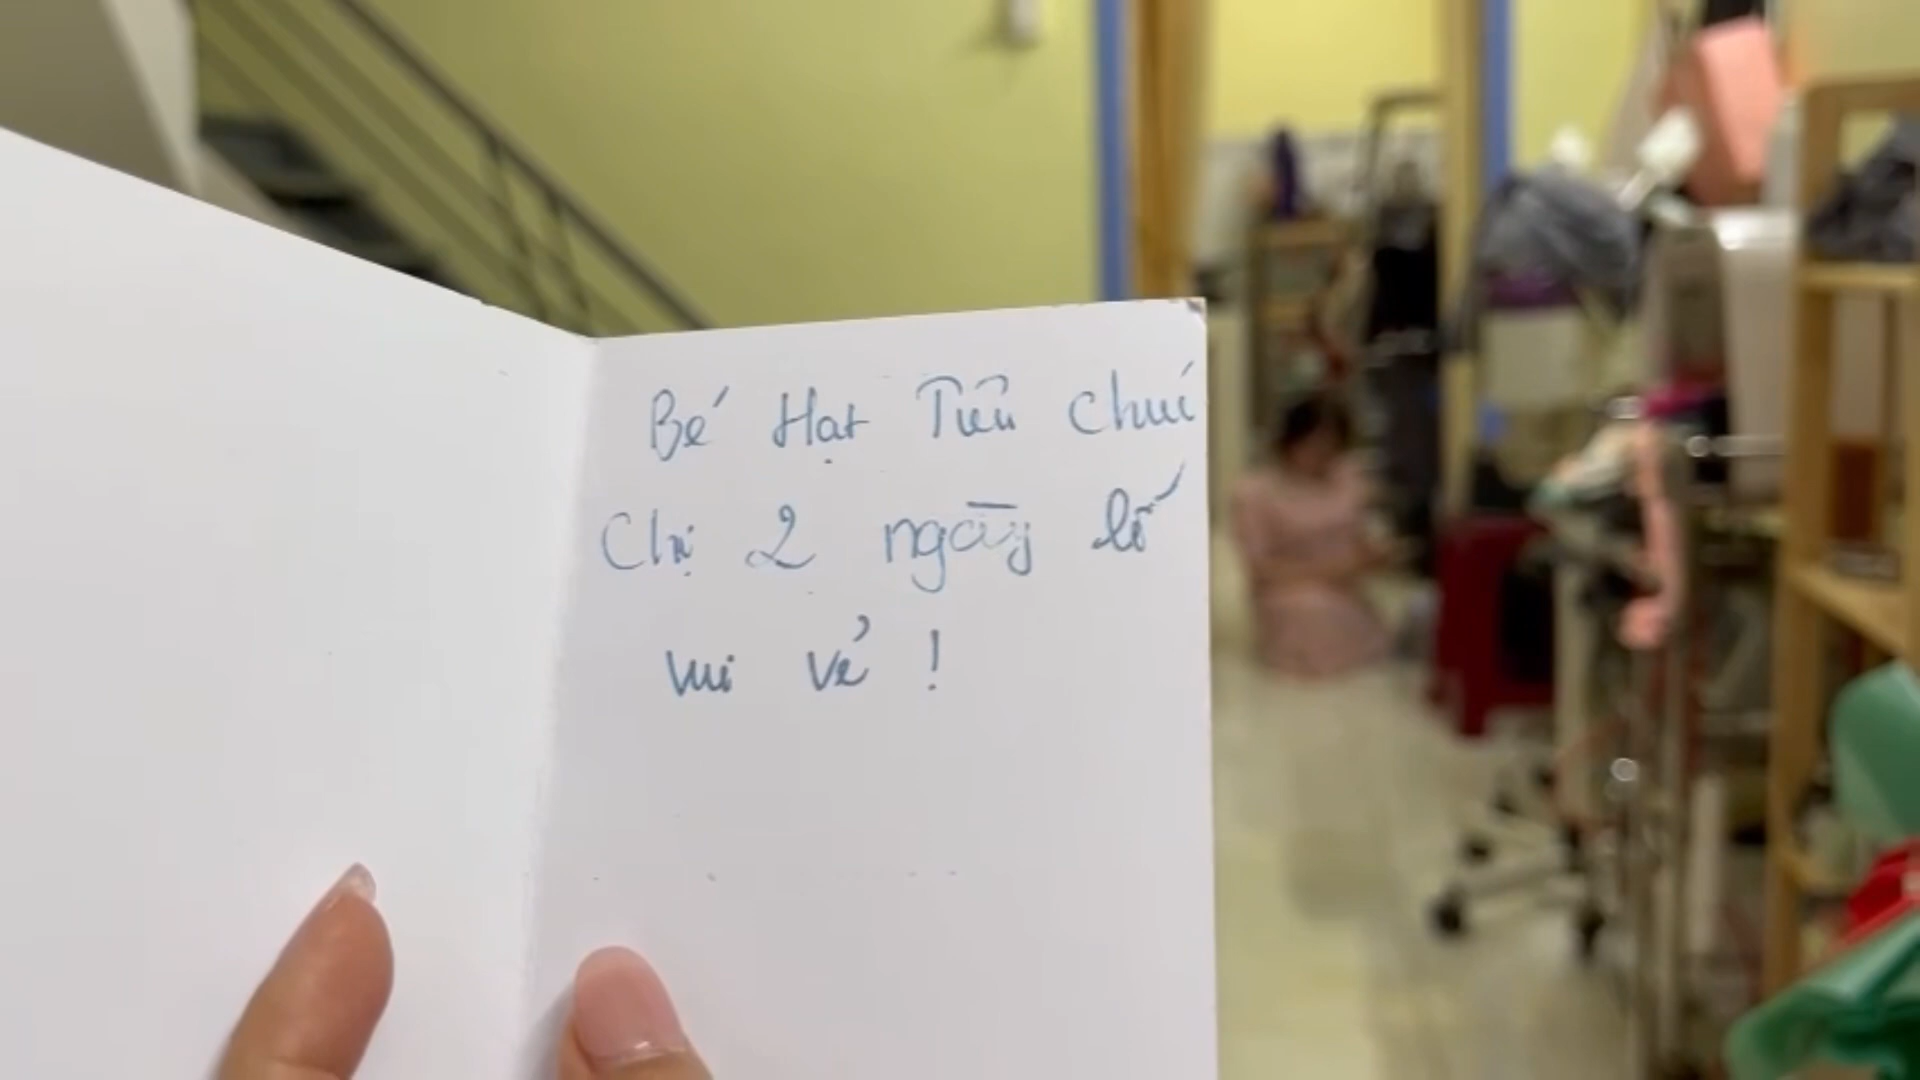 Bé Hạt Tiêu chúc
Chị 2 ngày lễ
vui vẻ !